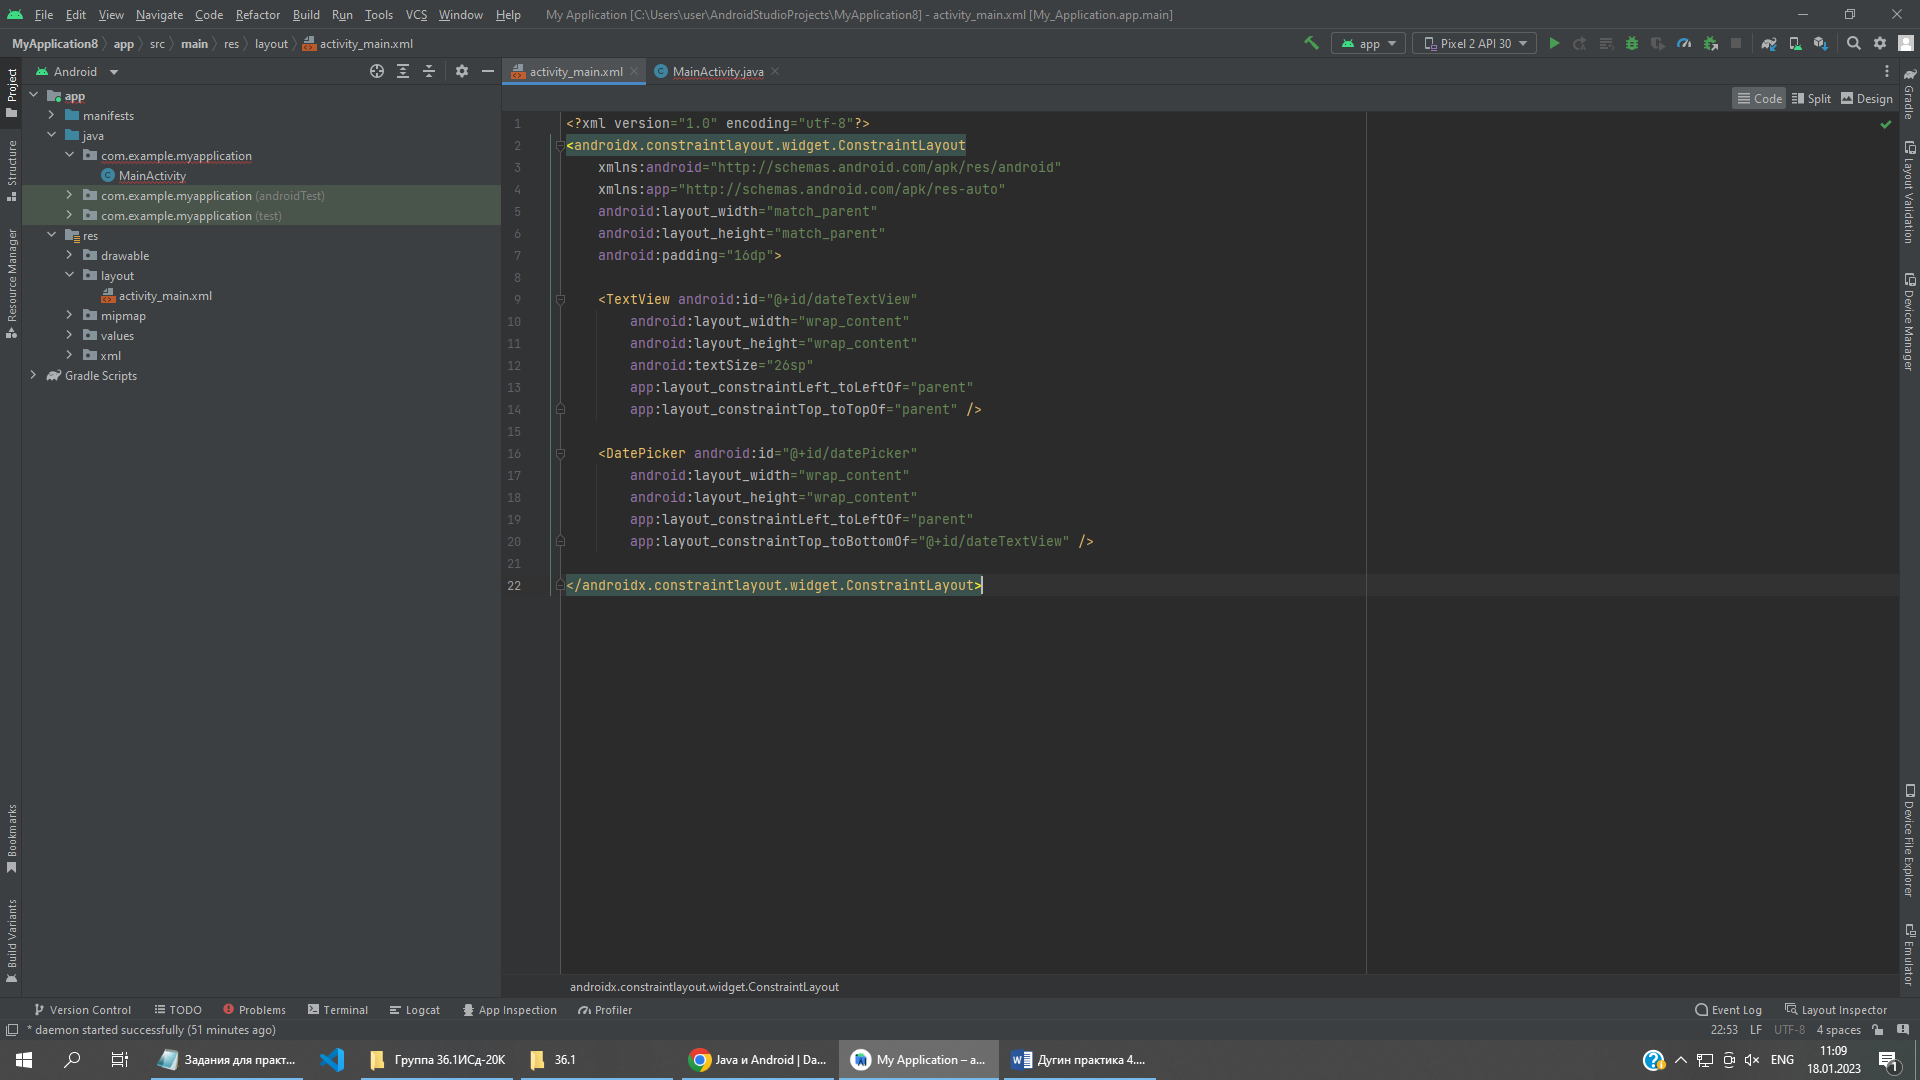 File Edit View Navigate Code Refactor Build Run Tools VCS Window Help My Application [C:\Users\user\AndroidStudioProjects\MyApplication8] - activity_main.xml [My_Application.app.main]
MyApplication8 app src main res layout activity_main.xml app Pixel 2 API 30
Android activity_main.xml MainActivity.java
Code Split Design
Project
Structure
Resource Manager
Bookmarks
Build Variants
app
manifests
java
com.example.myapplication
MainActivity
com.example.myapplication (androidTest)
com.example.myapplication (test)
res
drawable
layout
activity_main.xml
mipmap
values
xml
Gradle Scripts
1 <?xml version="1.0" encoding="utf-8"?>
2 <androidx.constraintlayout.widget.ConstraintLayout
3 xmlns:android="http://schemas.android.com/apk/res/android"
4 xmlns:app="http://schemas.android.com/apk/res-auto"
5 android:layout_width="match_parent"
6 android:layout_height="match_parent"
7 android:padding="16dp">
8
9 <TextView android:id="@+id/dateTextView"
10 android:layout_width="wrap_content"
11 android:layout_height="wrap_content"
12 android:textSize="26sp"
13 app:layout_constraintLeft_toLeftOf="parent"
14 app:layout_constraintTop_toTopOf="parent" />
15
16 <DatePicker android:id="@+id/datePicker"
17 android:layout_width="wrap_content"
18 android:layout_height="wrap_content"
19 app:layout_constraintLeft_toLeftOf="parent"
20 app:layout_constraintTop_toBottomOf="@+id/dateTextView" />
21
22 </androidx.constraintlayout.widget.ConstraintLayout>
Gradle
Layout Validation
Device Manager
Device File Explorer
Emulator
androidx.constraintlayout.widget.ConstraintLayout
Version Control TODO Problems Terminal Logcat App Inspection Profiler Event Log Layout Inspector
* daemon started successfully (51 minutes ago) 22:53 LF UTF-8 4 spaces
Задания для практ... Группа 36.1ИСд-20К 36.1 Java и Android | Da... My Application – a... Дугин практика 4.... ENG 11:09
18.01.2023 1